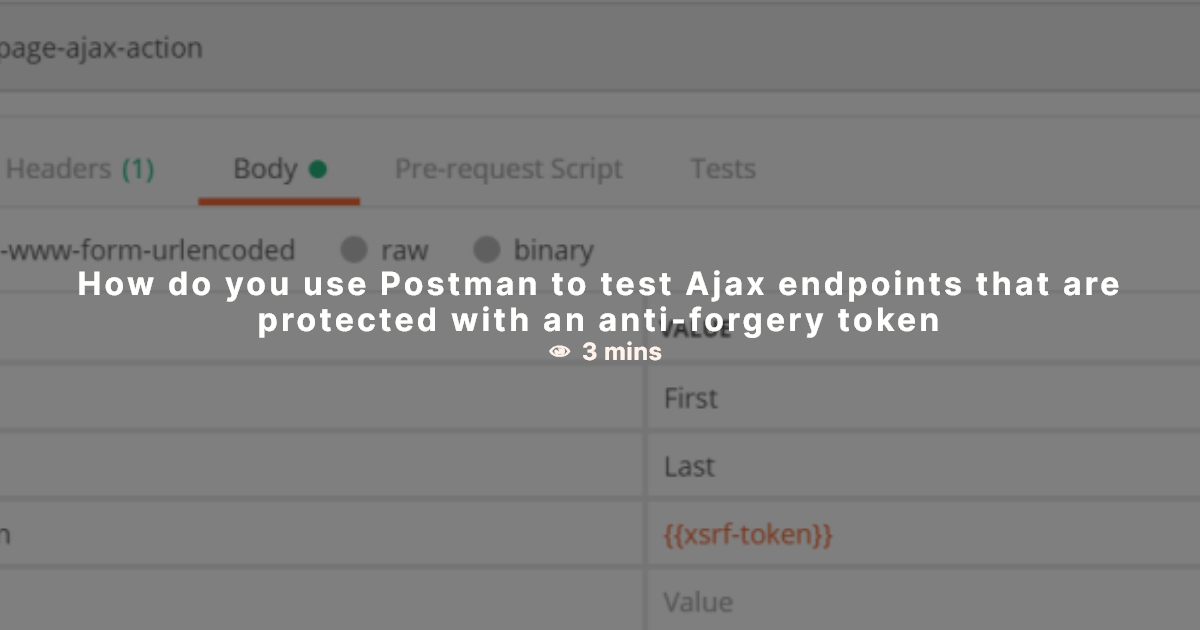 page-ajax-action
Headers (1) Body Pre-request Script Tests
-www-form-urlencoded raw binary
How do you use Postman to test Ajax endpoints that are
protected with an anti-forgery token
VALUE
3 mins
First
Last
n {{xsrf-token}}
Value